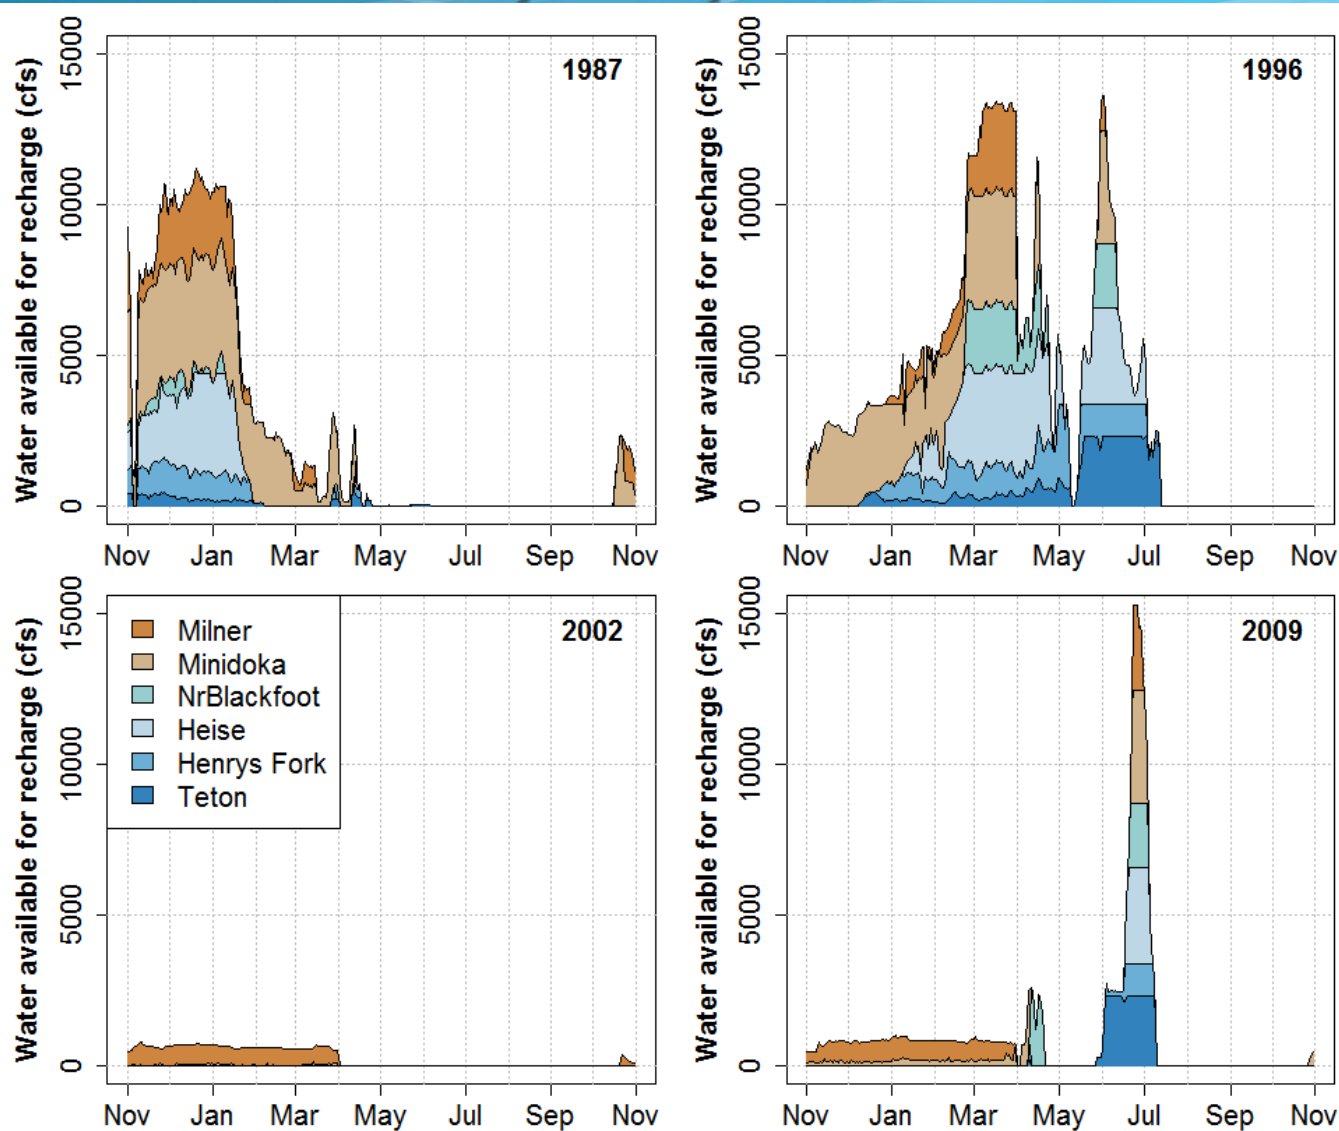 Water available for recharge (cfs)
15000
10000
5000
0
1987
Nov Jan Mar May Jul Sep Nov
Water available for recharge (cfs)
15000
10000
5000
0
1996
Nov Jan Mar May Jul Sep Nov
Water available for recharge (cfs)
15000
10000
5000
0
2002
Milner
Minidoka
NrBlackfoot
Heise
Henrys Fork
Teton
Nov Jan Mar May Jul Sep Nov
Water available for recharge (cfs)
15000
10000
5000
0
2009
Nov Jan Mar May Jul Sep Nov